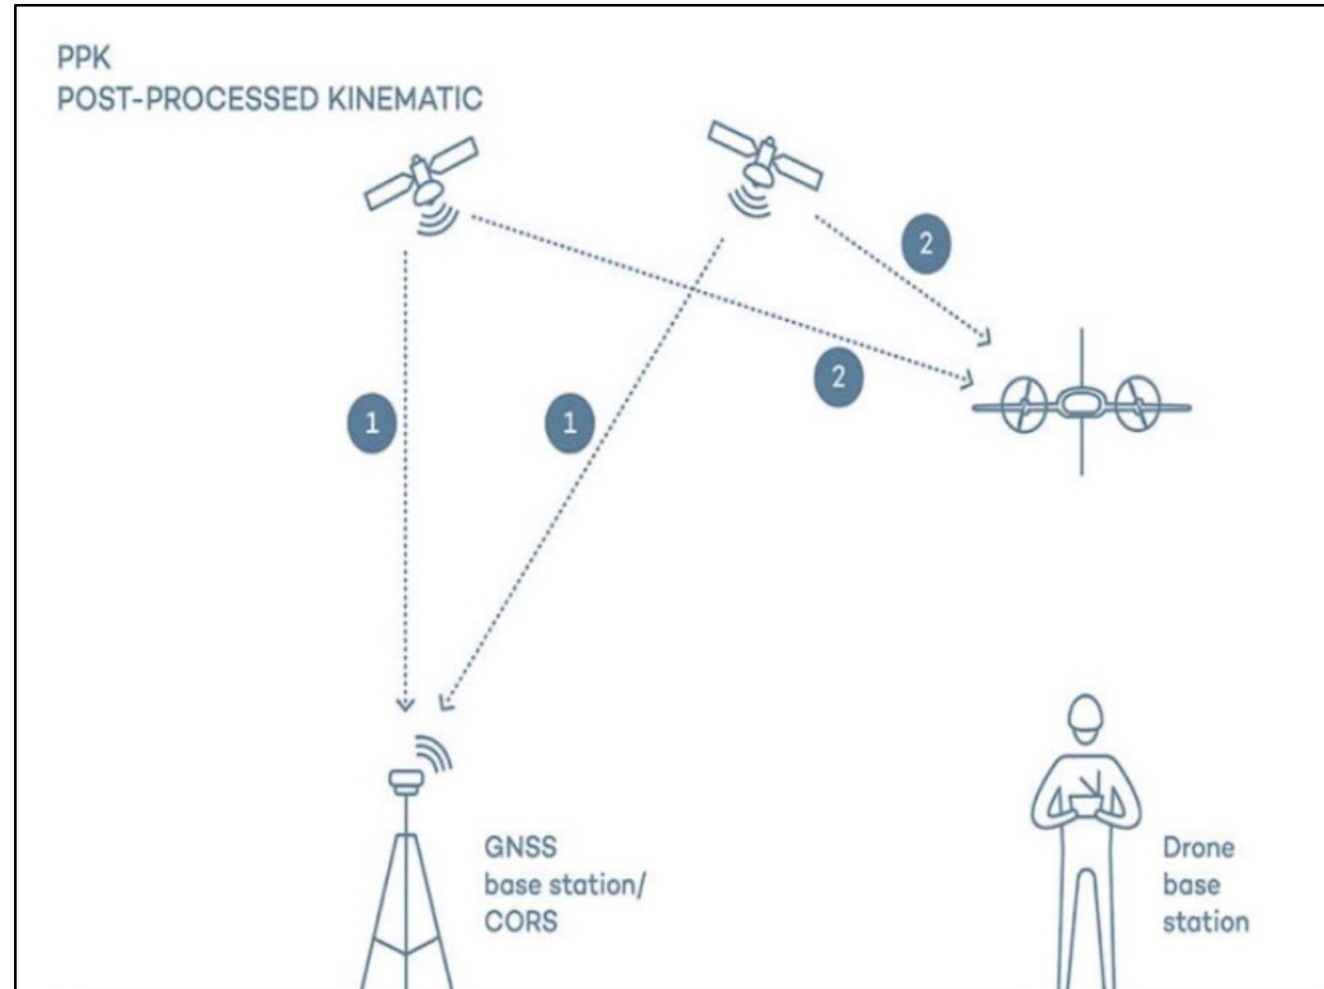 PPK
POST-PROCESSED KINEMATIC
2
1
1
2
GNSS
base station/
CORS
Drone
base
station